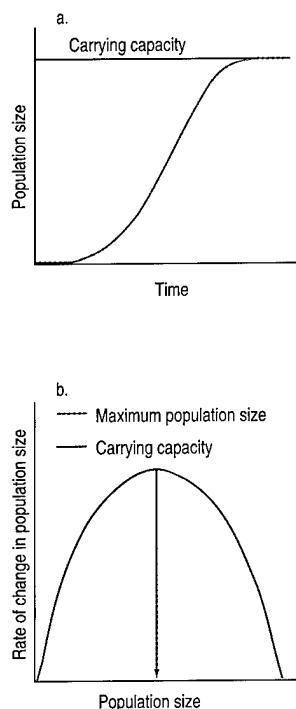 a.
Carrying capacity
Population size
Time
b.
Maximum population size
Carrying capacity
Rate of change in population size
Population size